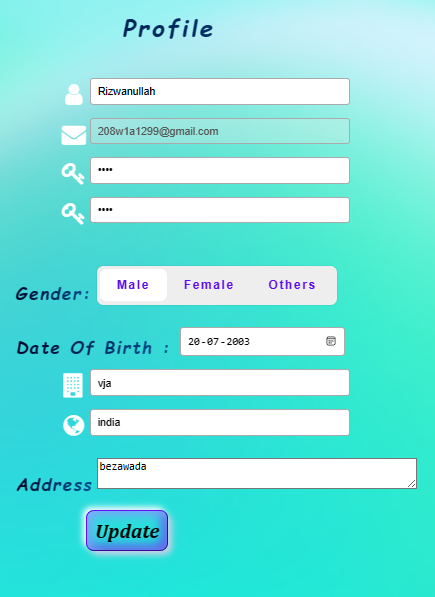 Profile
Rizwanullah
208w1a1299@gmail.com
••••
••••
Gender: Male Female Others
Date Of Birth : 20-07-2003
vja
india
Address bezawada
Update